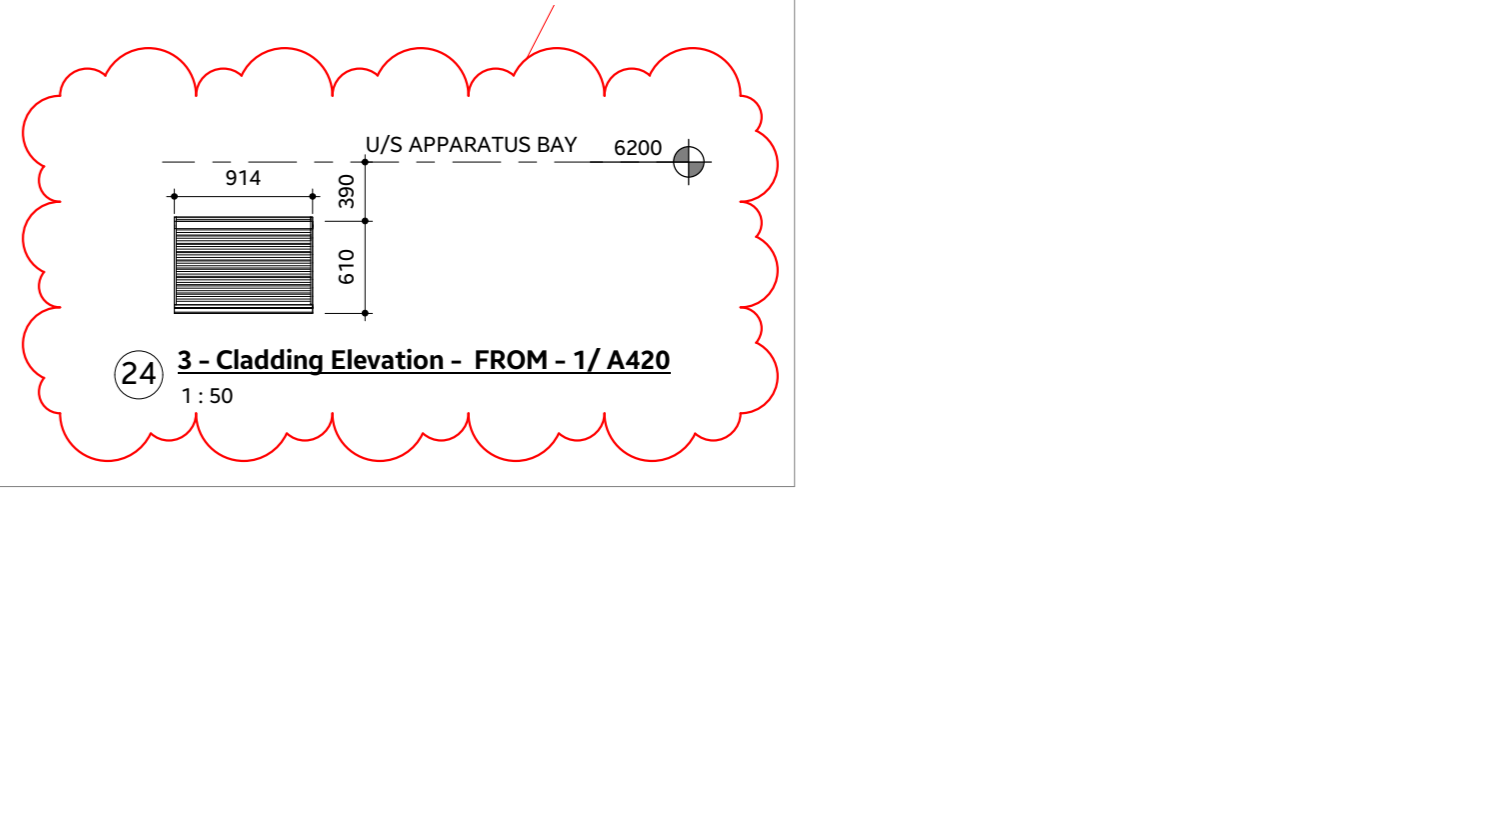 U/S APPARATUS BAY 6200
914
390
610
24 3 - Cladding Elevation - FROM - 1/ A420
1 : 50